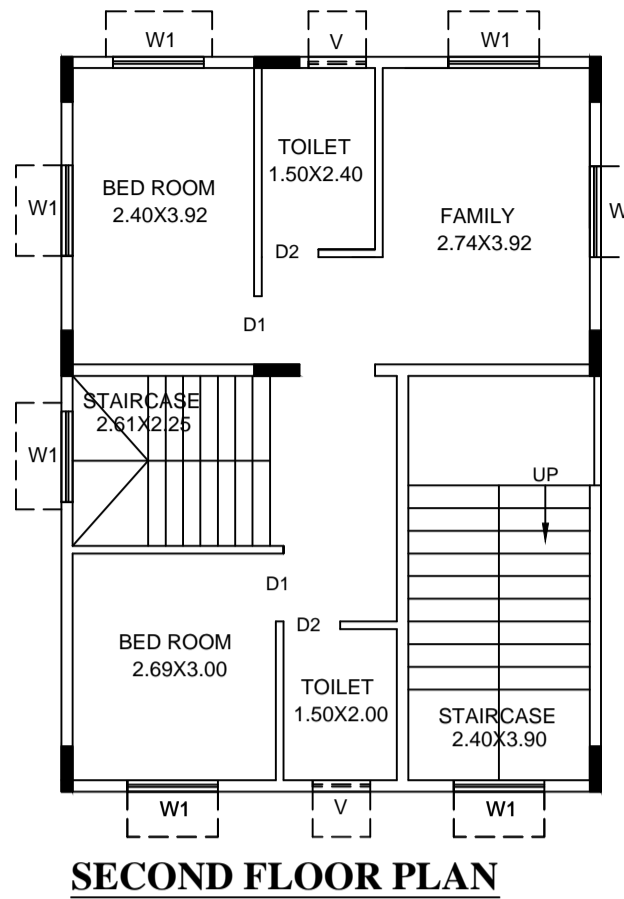 W1
V
W1
TOILET
1.50X2.40
BED ROOM
2.40X3.92
W1
FAMILY
2.74X3.92
W
D2
D1
STAIRCASE
2.61X2.25
W1
UP
D1
D2
BED ROOM
2.69X3.00
TOILET
1.50X2.00
STAIRCASE
2.40X3.90
W1
V
W1
SECOND FLOOR PLAN